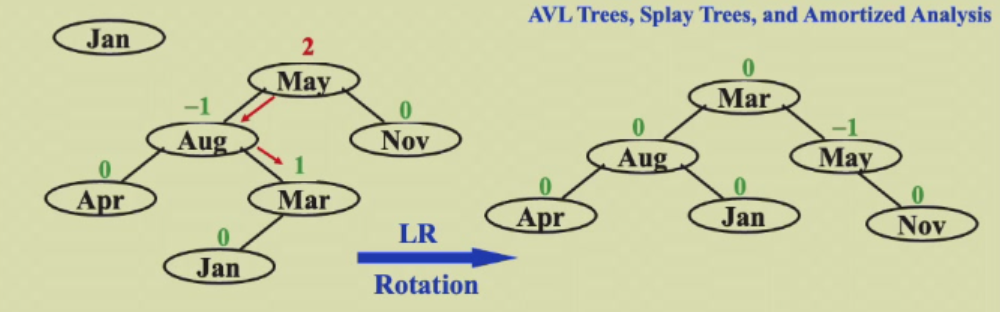 AVL Trees, Splay Trees, and Amortized Analysis
Jan
2
May
−1
Aug
0
Nov
0
Apr
1
Mar
0
Jan
LR
Rotation
0
Mar
0
Aug
−1
May
0
Apr
0
Jan
0
Nov